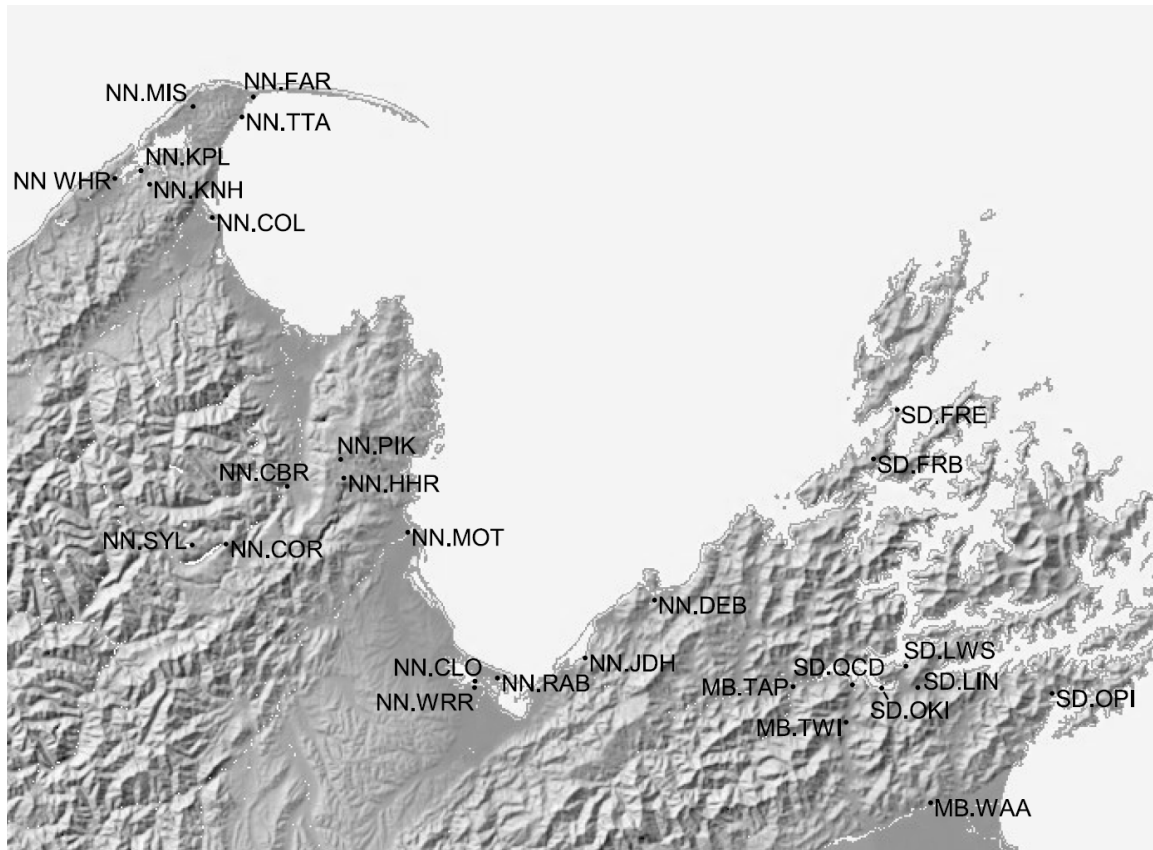 NN.FAR
NN.MIS
NN.TTA
NN.KPL
NN WHR
NN.KNH
NN.COL
SD.FRE
NN.PIK
SD.FRB
NN.CBR
NN.HHR
NN.MOT
NN.SYL
NN.COR
NN.DEB
SD.LWS
NN.JDH
NN.CLO
SD.QCD
NN.RAB
MB.TAP
SD.LIN
NN.WRR
SD.OPI
SD.OKI
MB.TWI
MB.WAA